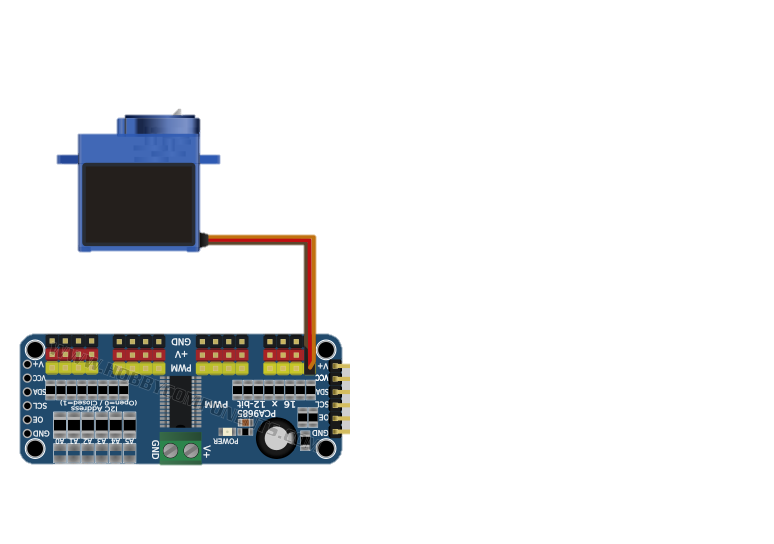 GND
V+
PWM
V+
VCC
SDA
SCL
OE
GND
(Open=0 / Closed=1)
I2C Address
A0
A1
A2
A3
A4
A5
16 x 12-bit PWM
PCA9685
POWER
GND
V+
V+
VCC
SDA
SCL
OE
GND